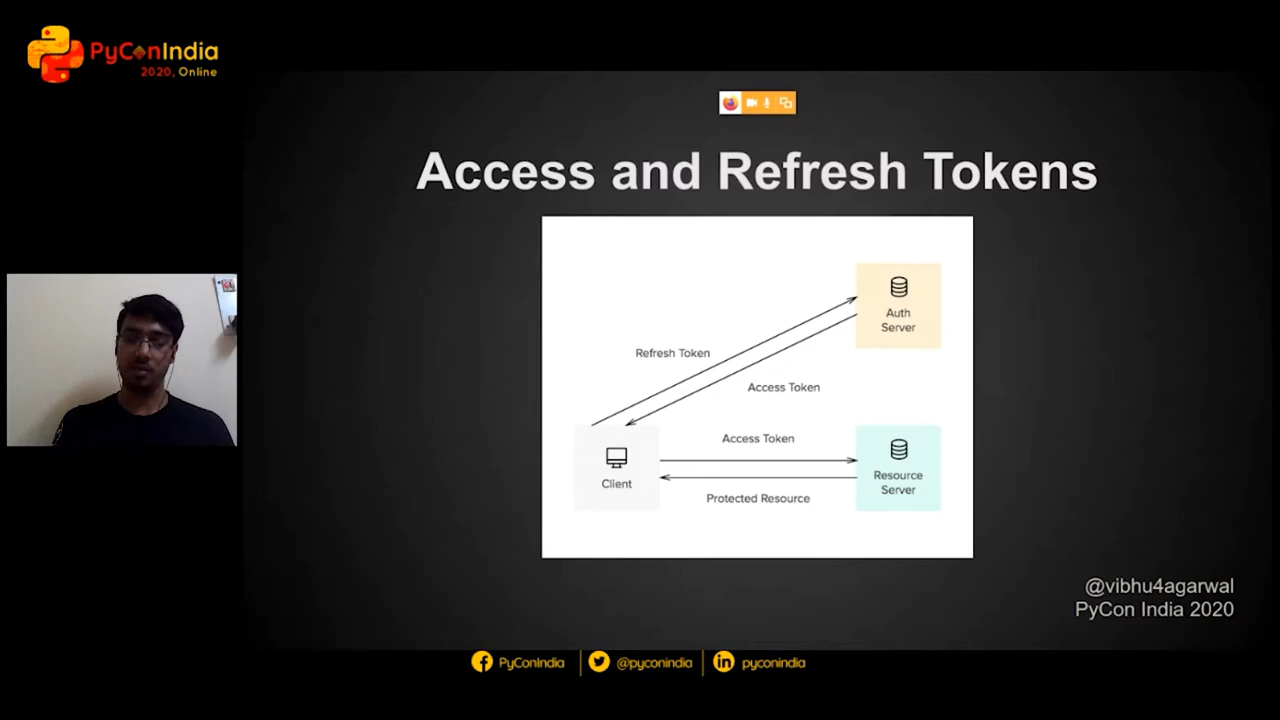 PyConIndia
2020, Online
Access and Refresh Tokens
Auth
Server
Refresh Token
Access Token
Access Token
Client
Resource
Server
Protected Resource
@vibhu4agarwal
PyCon India 2020
PyConIndia
@pyconindia
pyconindia